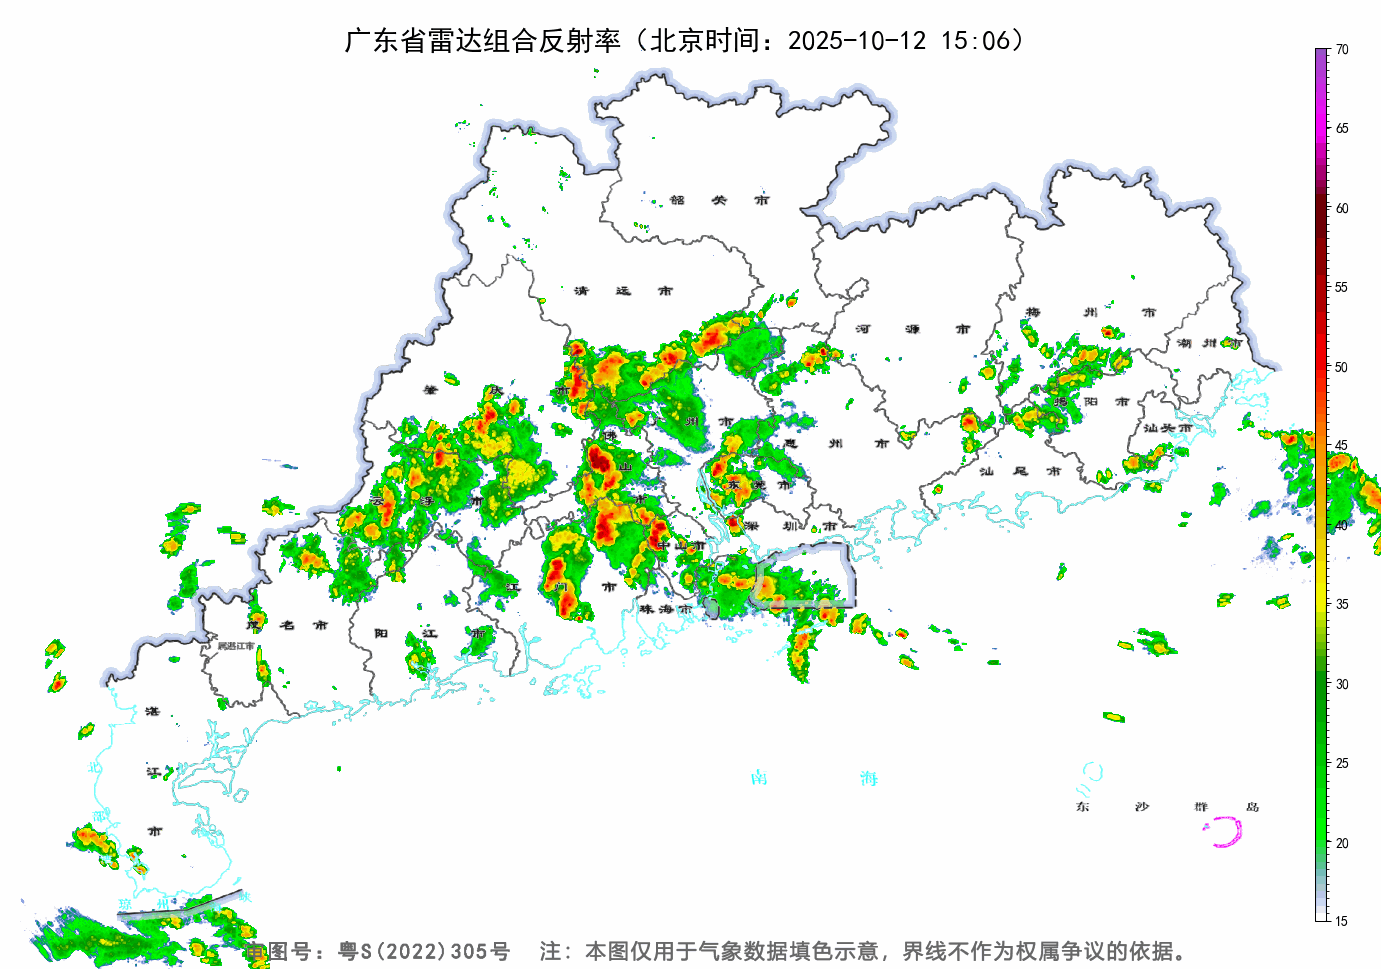 广东省雷达组合反射率（北京时间：2025-10-12 15:06）
70
65
60
55
50
45
40
35
30
25
20
15
韶 关 市
清 远 市
梅 州 市
河 源 市
潮 州 市
肇 庆 市
揭 阳 市
广 州 市
汕头市
佛 山 市
惠 州 市
汕 尾 市
东 莞 市
云 浮 市
深 圳 市
中山市
江 门 市
珠海市
茂 名 市
阳 江 市
属湛江市
湛 江 市
北 部 湾
南 海
东 沙 群 岛
琼 州 海 峡
审图号：粤S(2022)305号 注：本图仅用于气象数据填色示意，界线不作为权属争议的依据。